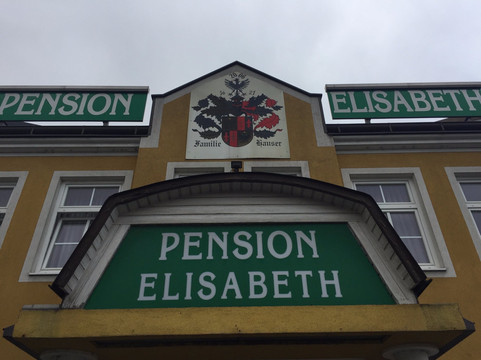 PENSION
ELISABETH
Familie Hauser
PENSION
ELISABETH